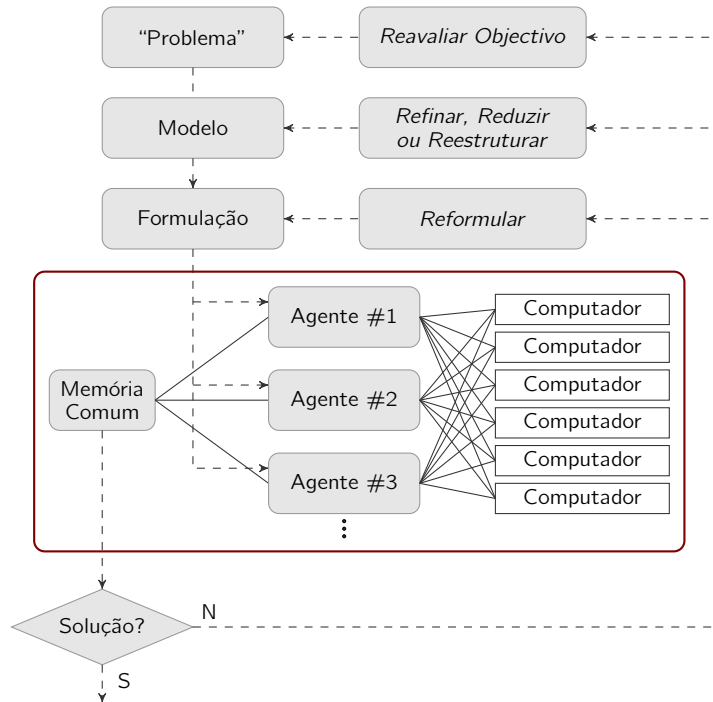 “Problema”
Reavaliar Objectivo
Modelo
Refinar, Reduzir
ou Reestruturar
Formulação
Reformular
Agente #1
Agente #2
Agente #3
Memória
Comum
Computador
Computador
Computador
Computador
Computador
Computador
Solução?
N
S